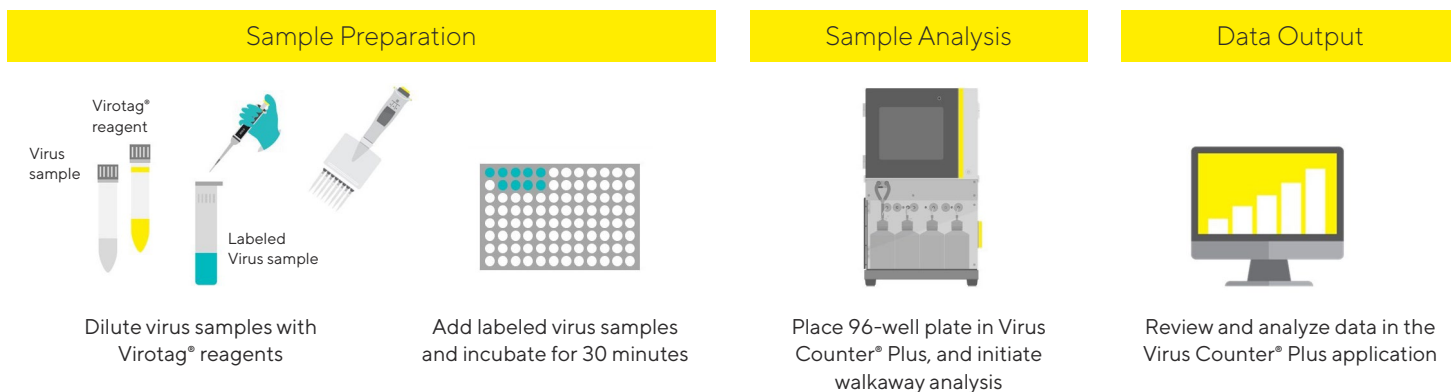 Sample Preparation
Sample Analysis
Data Output
Virotag®
reagent
Virus
sample
Labeled
Virus sample
Dilute virus samples with
Virotag® reagents
Add labeled virus samples
and incubate for 30 minutes
Place 96-well plate in Virus
Counter® Plus, and initiate
walkaway analysis
Review and analyze data in the
Virus Counter® Plus application